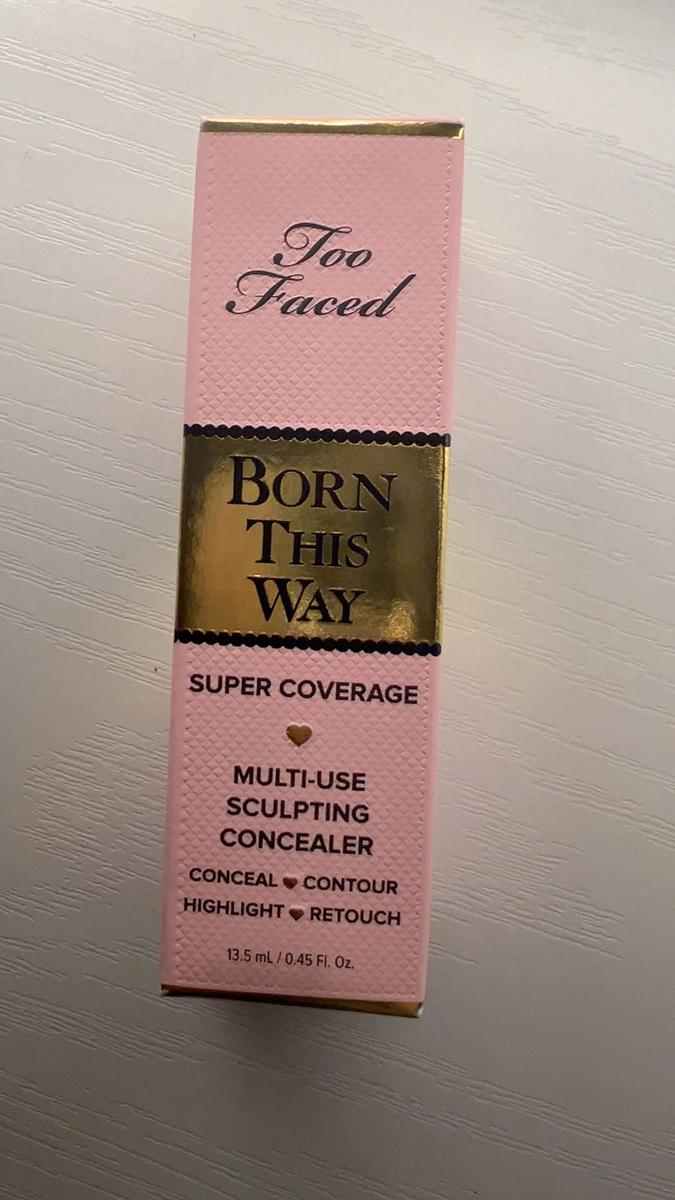 Too
Faced
BORN
THIS
WAY
SUPER COVERAGE
MULTI-USE
SCULPTING
CONCEALER
CONCEAL ♥ CONTOUR
HIGHLIGHT ♥ RETOUCH
13.5 mL / 0.45 Fl. Oz.